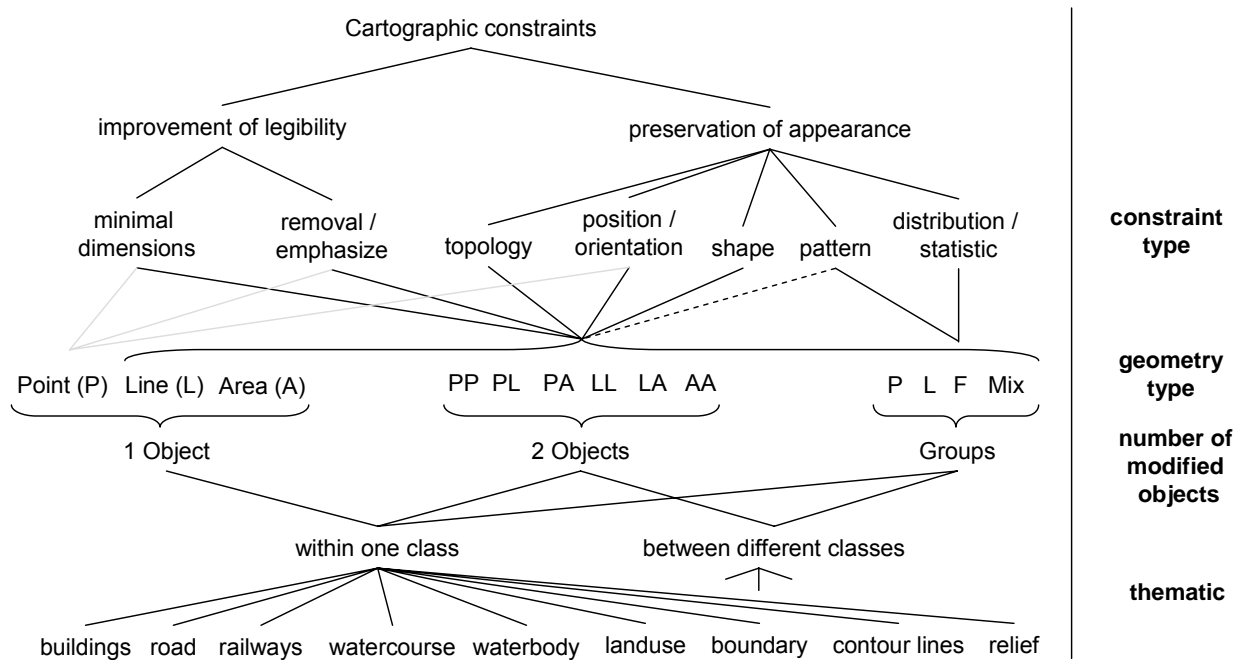 Cartographic constraints
improvement of legibility
preservation of appearance
minimal
dimensions
removal /
emphasize
topology
position /
orientation
shape
pattern
distribution /
statistic
constraint
type
Point (P) Line (L) Area (A)
PP PL PA LL LA AA
P L F Mix
geometry
type
1 Object
2 Objects
Groups
number of
modified
objects
within one class
between different classes
thematic
buildings road railways watercourse waterbody landuse boundary contour lines relief